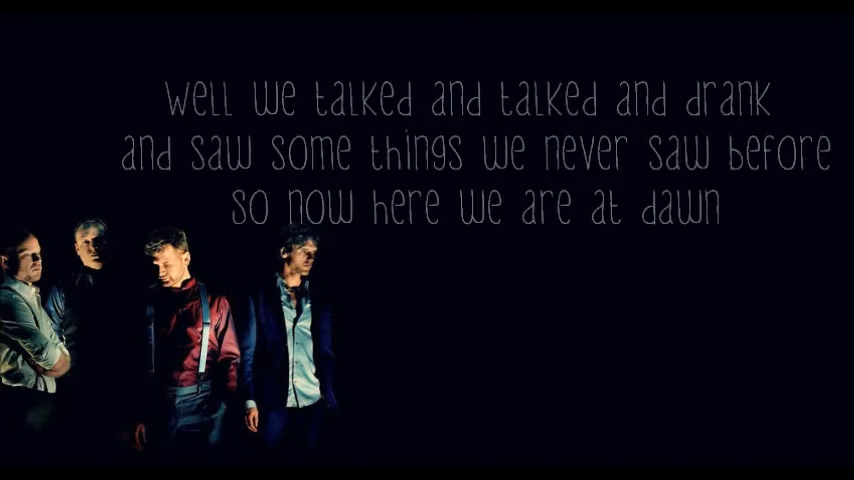 well we talked and talked and drank
and saw some things we never saw before
so now here we are at dawn